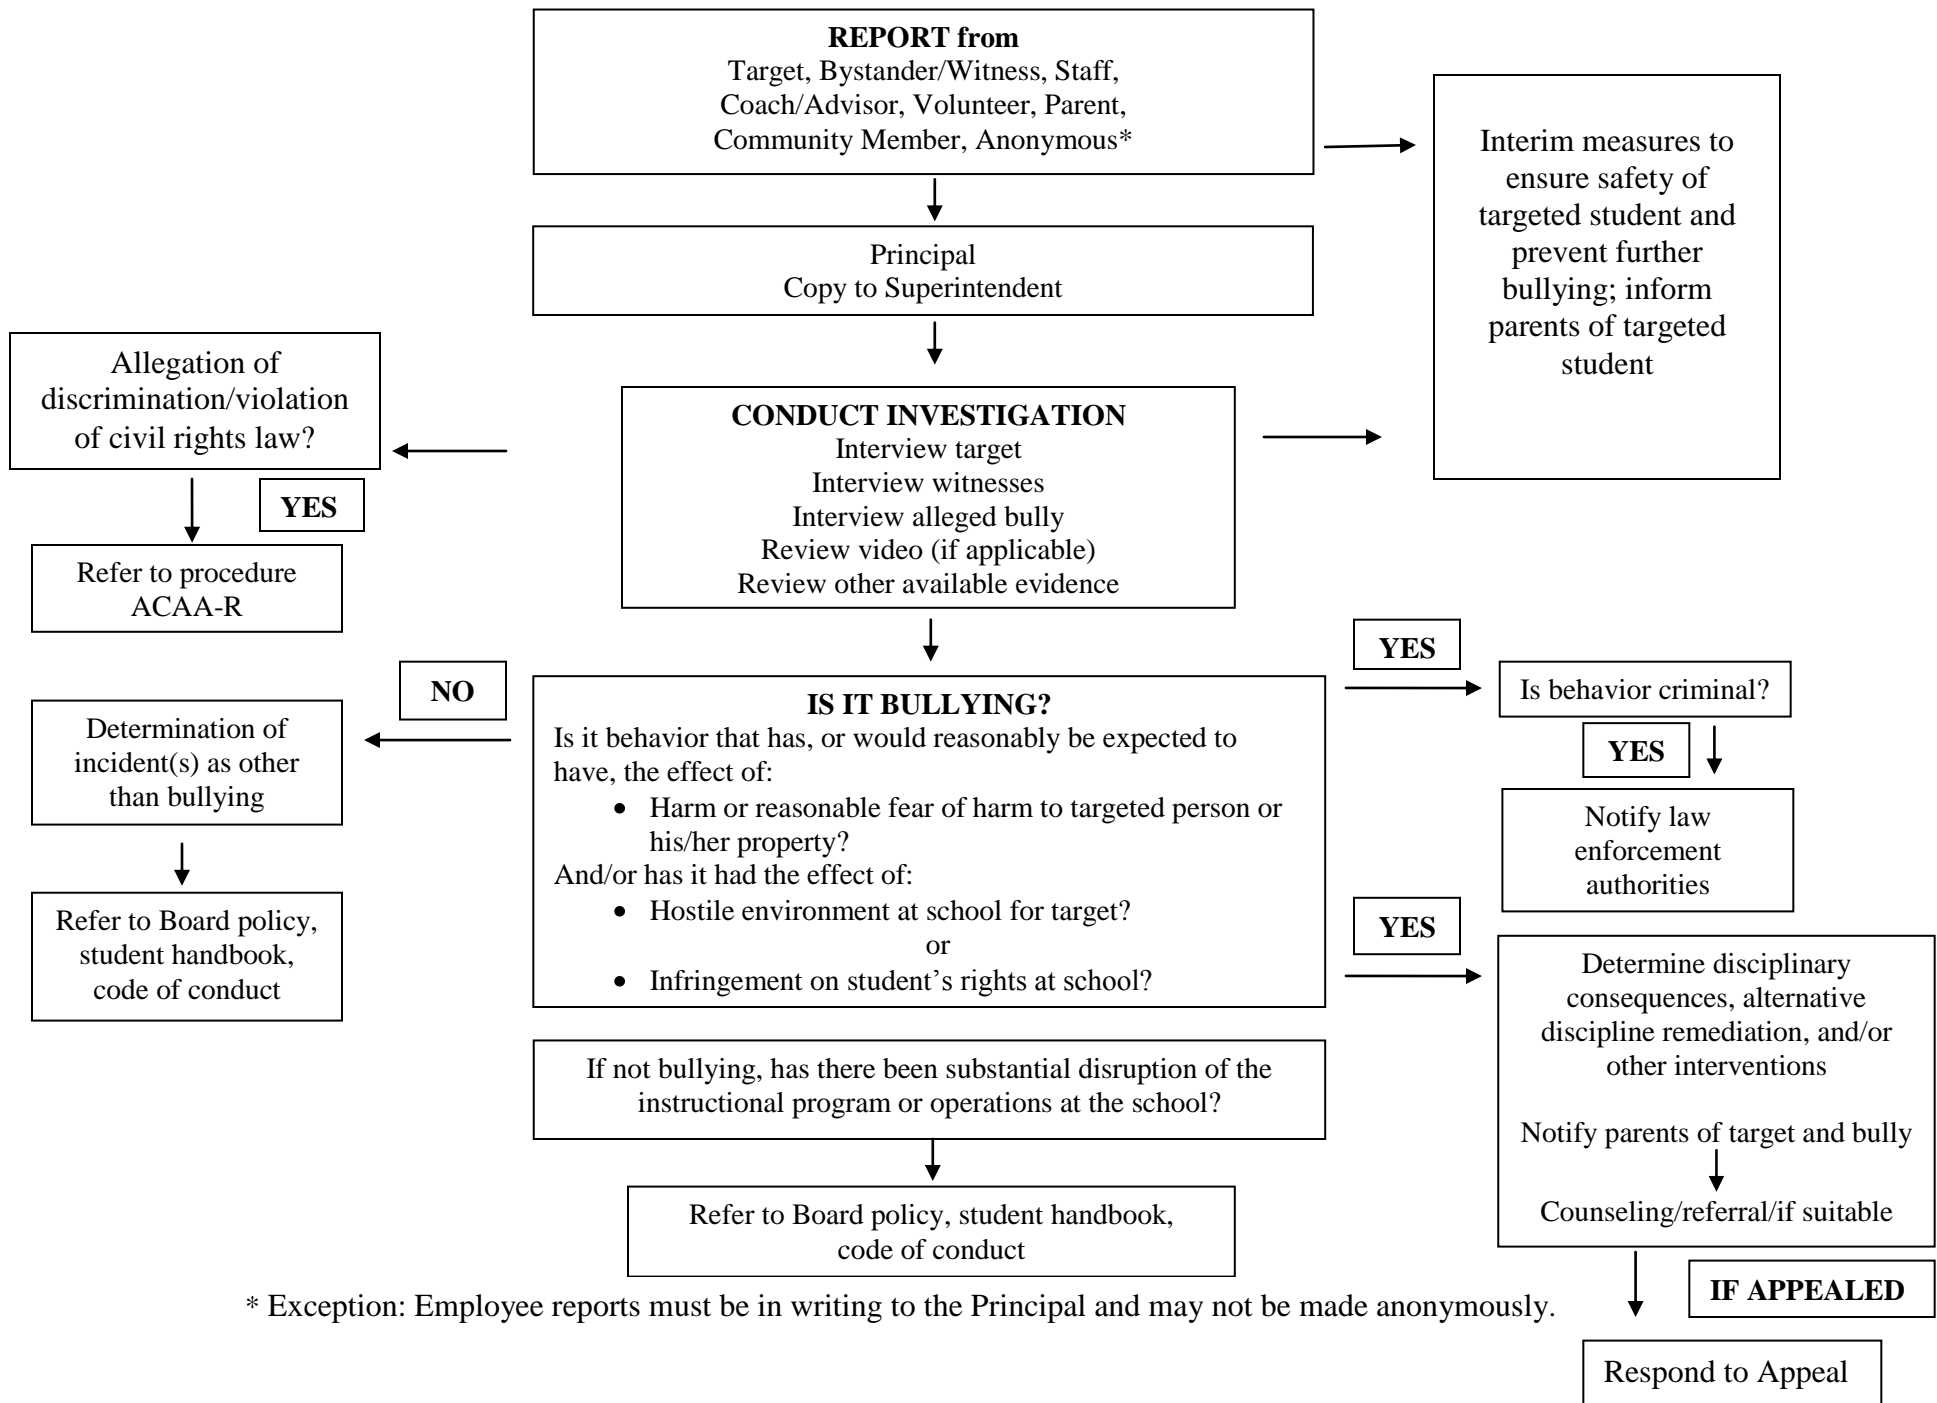 REPORT from
Target, Bystander/Witness, Staff,
Coach/Advisor, Volunteer, Parent,
Community Member, Anonymous*
Interim measures to
ensure safety of
targeted student and
prevent further
bullying; inform
parents of targeted
student
Principal
Copy to Superintendent
Allegation of
discrimination/violation
of civil rights law?
YES
Refer to procedure
ACAA-R
CONDUCT INVESTIGATION
Interview target
Interview witnesses
Interview alleged bully
Review video (if applicable)
Review other available evidence
NO
Determination of
incident(s) as other
than bullying
Refer to Board policy,
student handbook,
code of conduct
IS IT BULLYING?
Is it behavior that has, or would reasonably be expected to
have, the effect of:
• Harm or reasonable fear of harm to targeted person or
his/her property?
And/or has it had the effect of:
• Hostile environment at school for target?
or
• Infringement on student’s rights at school?
YES
Is behavior criminal?
YES
Notify law
enforcement
authorities
YES
Determine disciplinary
consequences, alternative
discipline remediation, and/or
other interventions
Notify parents of target and bully
Counseling/referral/if suitable
If not bullying, has there been substantial disruption of the
instructional program or operations at the school?
Refer to Board policy, student handbook,
code of conduct
IF APPEALED
* Exception: Employee reports must be in writing to the Principal and may not be made anonymously.
Respond to Appeal